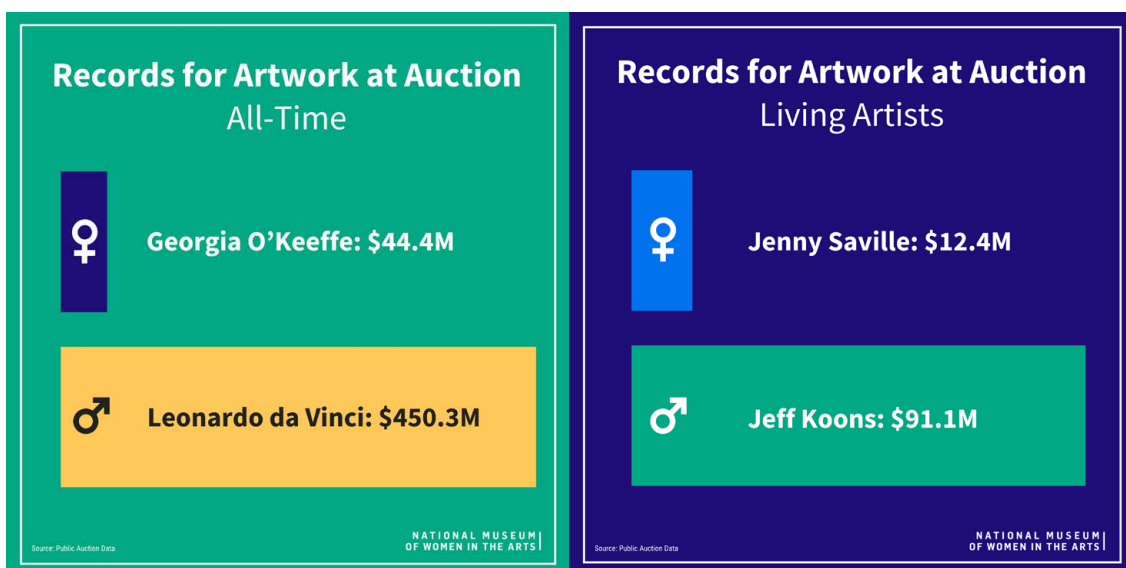 Records for Artwork at Auction
All-Time
Georgia O’Keeffe: $44.4M
Leonardo da Vinci: $450.3M
Source: Public Auction Data
NATIONAL MUSEUM
OF WOMEN IN THE ARTS
Records for Artwork at Auction
Living Artists
Jenny Saville: $12.4M
Jeff Koons: $91.1M
Source: Public Auction Data
NATIONAL MUSEUM
OF WOMEN IN THE ARTS